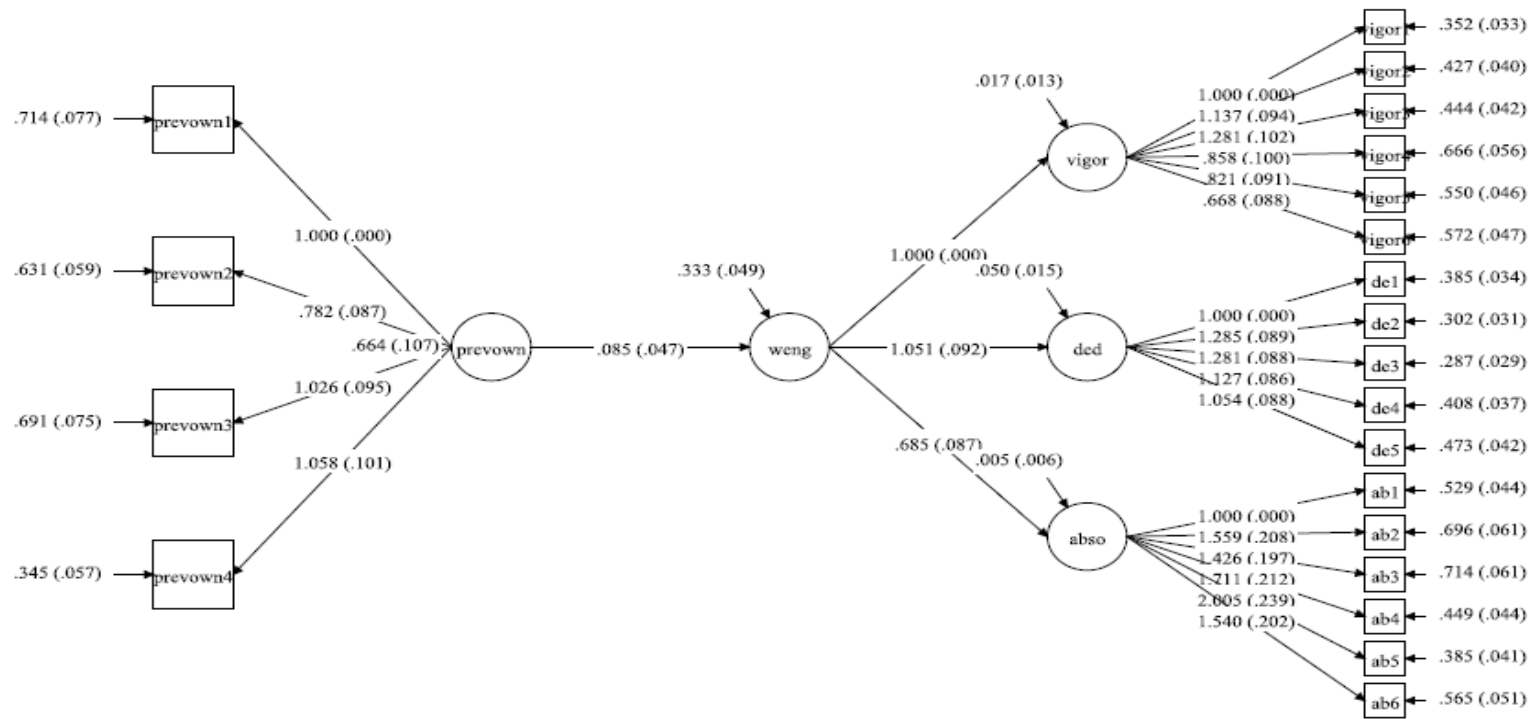 .714 (.077)
prevown1
1.000 (.000)
.631 (.059)
prevown2
.782 (.087)
.664 (.107)
prevown
1.026 (.095)
.691 (.075)
prevown3
1.058 (.101)
.345 (.057)
prevown4
.085 (.047)
.333 (.049)
weng
1.000 (.000)
1.051 (.092)
.685 (.087)
.017 (.013)
vigor
.050 (.015)
ded
.005 (.006)
abso
1.000 (.000)
1.137 (.094)
1.281 (.102)
.858 (.100)
.821 (.091)
.668 (.088)
1.000 (.000)
1.285 (.089)
1.281 (.088)
1.127 (.086)
1.054 (.088)
1.000 (.000)
1.559 (.208)
1.426 (.197)
(.212)
2.005 (.239)
1.540 (.202)
vigor1 .352 (.033)
vigor2 .427 (.040)
vigor3 .444 (.042)
vigor4 .666 (.056)
vigor5 .550 (.046)
vigor6 .572 (.047)
de1 .385 (.034)
de2 .302 (.031)
de3 .287 (.029)
de4 .408 (.037)
de5 .473 (.042)
ab1 .529 (.044)
ab2 .696 (.061)
ab3 .714 (.061)
ab4 .449 (.044)
ab5 .385 (.041)
ab6 .565 (.051)